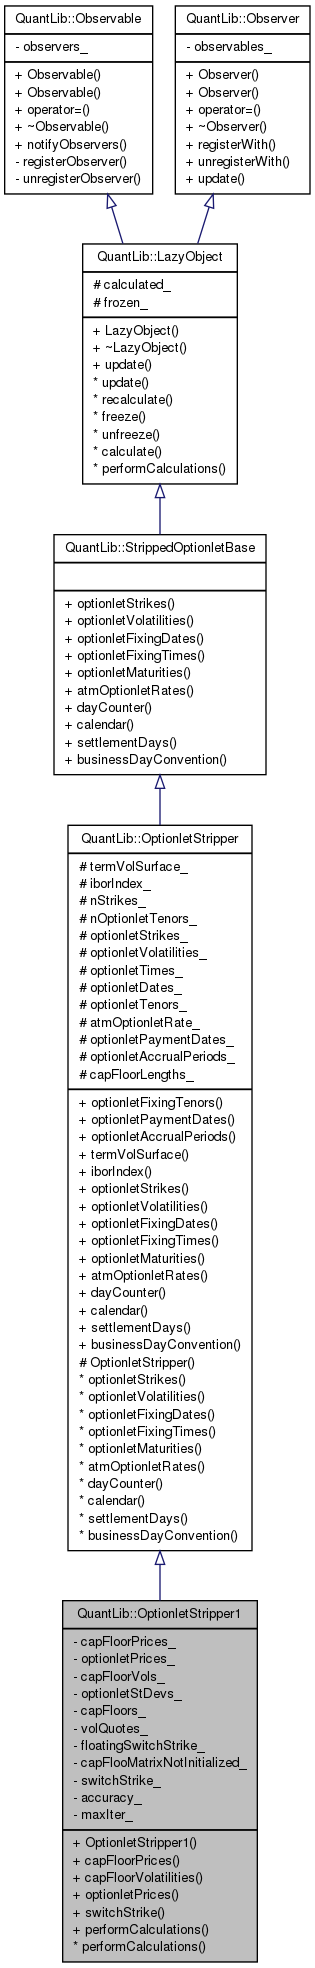 QuantLib::Observable
- observers_
+ Observable()
+ Observable()
+ operator=()
+ ~Observable()
+ notifyObservers()
- registerObserver()
- unregisterObserver()
QuantLib::Observer
- observables_
+ Observer()
+ Observer()
+ operator=()
+ ~Observer()
+ registerWith()
+ unregisterWith()
+ update()
QuantLib::LazyObject
# calculated_
# frozen_
+ LazyObject()
+ ~LazyObject()
+ update()
* update()
* recalculate()
* freeze()
* unfreeze()
* calculate()
* performCalculations()
QuantLib::StrippedOptionletBase
+ optionletStrikes()
+ optionletVolatilities()
+ optionletFixingDates()
+ optionletFixingTimes()
+ optionletMaturities()
+ atmOptionletRates()
+ dayCounter()
+ calendar()
+ settlementDays()
+ businessDayConvention()
QuantLib::OptionletStripper
# termVolSurface_
# iborIndex_
# nStrikes_
# nOptionletTenors_
# optionletStrikes_
# optionletVolatilities_
# optionletTimes_
# optionletDates_
# optionletTenors_
# atmOptionletRate_
# optionletPaymentDates_
# optionletAccrualPeriods_
# capFloorLengths_
+ optionletFixingTenors()
+ optionletPaymentDates()
+ optionletAccrualPeriods()
+ termVolSurface()
+ iborIndex()
+ optionletStrikes()
+ optionletVolatilities()
+ optionletFixingDates()
+ optionletFixingTimes()
+ optionletMaturities()
+ atmOptionletRates()
+ dayCounter()
+ calendar()
+ settlementDays()
+ businessDayConvention()
# OptionletStripper()
* optionletStrikes()
* optionletVolatilities()
* optionletFixingDates()
* optionletFixingTimes()
* optionletMaturities()
* atmOptionletRates()
* dayCounter()
* calendar()
* settlementDays()
* businessDayConvention()
QuantLib::OptionletStripper1
- capFloorPrices_
- optionletPrices_
- capFloorVols_
- optionletStDevs_
- capFloors_
- volQuotes_
- floatingSwitchStrike_
- capFlooMatrixNotInitialized_
- switchStrike_
- accuracy_
- maxIter_
+ OptionletStripper1()
+ capFloorPrices()
+ capFloorVolatilities()
+ optionletPrices()
+ switchStrike()
+ performCalculations()
* performCalculations()